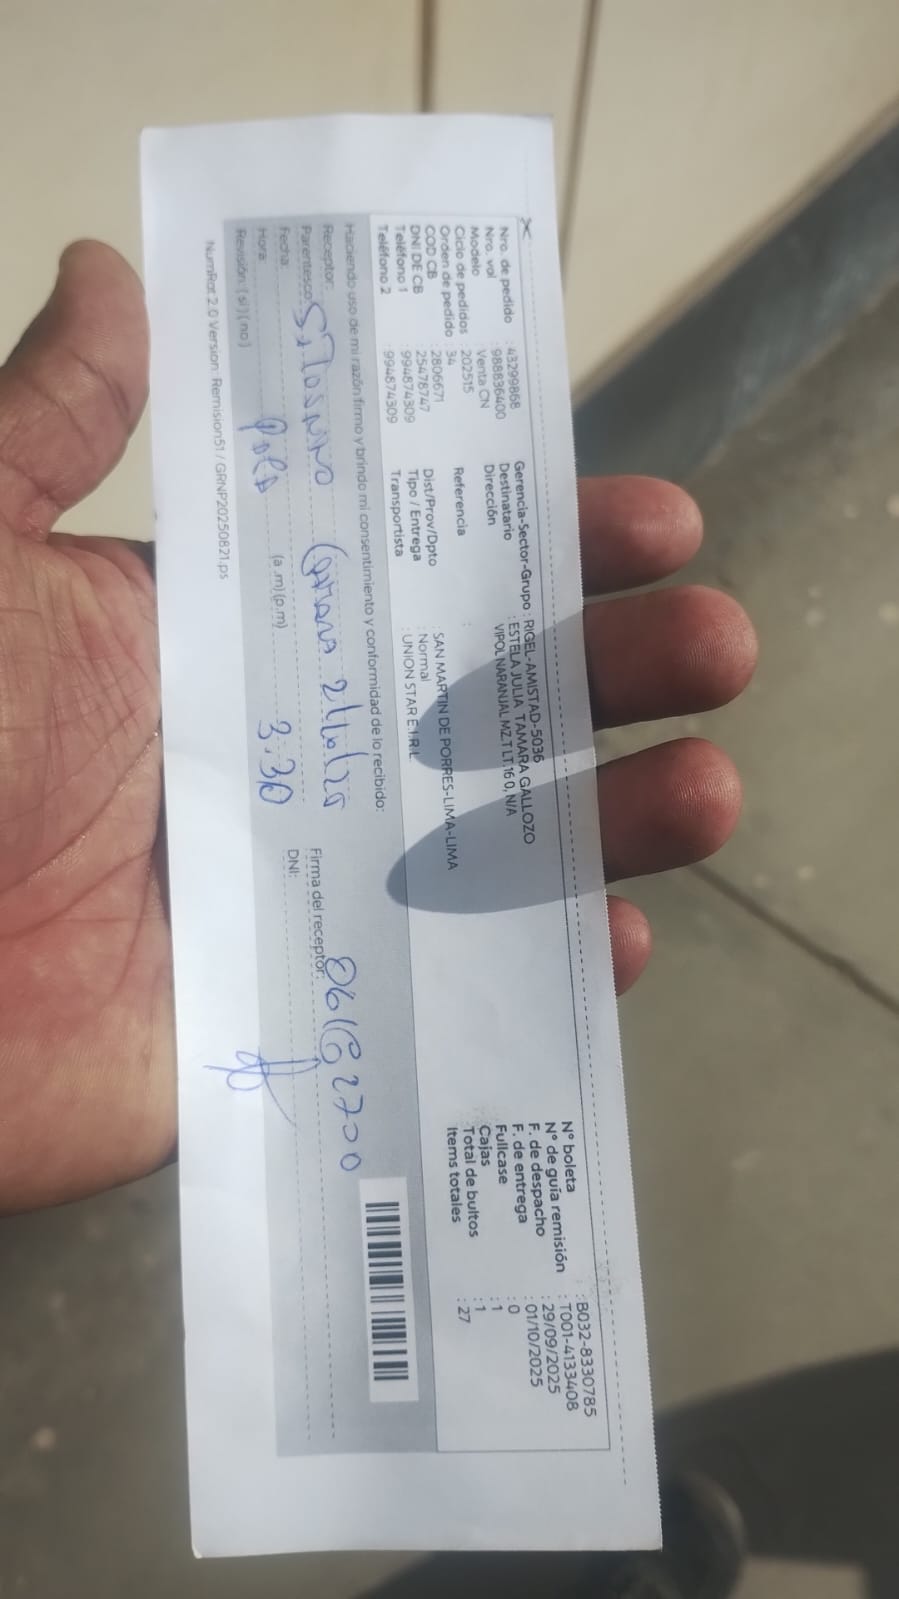 Nro. de pedido : 43299868
Nro. vol : 988836400
Modelo Venta CN
Ciclo de pedidos : 202515
Orden de pedido : 34
COD CB : 2806671
DNI DE CB : 25478747
Teléfono 1 : 994874309
Teléfono 2 : 994874309
Gerencia-Sector-Grupo : RIGEL-AMISTAD-5036
Destinatario : ESTELA JULIA TAMARA GALLOZO
Dirección VIPOL NARANJAL MZ.T LT.16 0, N/A
Referencia :
Dist/Prov/Dpto : SAN MARTIN DE PORRES-LIMA-LIMA
Tipo / Entrega : Normal
Transportista : UNION STAR E.I.R.L.
N° boleta : B032-8330785
N° de guía remisión : T001-4133408
F. de despacho : 29/09/2025
F. de entrega : 01/10/2025
Fullcase : 0
Cajas : 1
Total de bultos : 1
Items totales : 27
Haciendo uso de mi razón firmo y brindo mi consentimiento y conformidad de lo recibido:
Receptor:
Parentesco:
Fecha:
Hora: (a.m)(p.m) 3:30
Revisión: (si) (no)
Firma del receptor:
DNI:
NumRot 2.0 Version Remision51 / GRNP20250821.ps